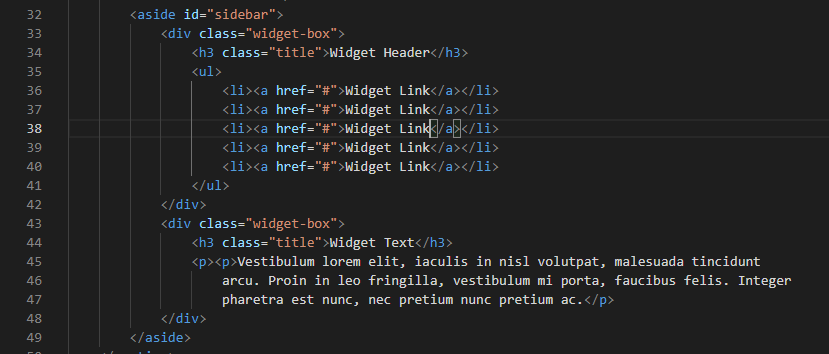 32 <aside id="sidebar">
33 <div class="widget-box">
34 <h3 class="title">Widget Header</h3>
35 <ul>
36 <li><a href="#">Widget Link</a></li>
37 <li><a href="#">Widget Link</a></li>
38 <li><a href="#">Widget Link</a></li>
39 <li><a href="#">Widget Link</a></li>
40 <li><a href="#">Widget Link</a></li>
41 </ul>
42 </div>
43 <div class="widget-box">
44 <h3 class="title">Widget Text</h3>
45 <p><p>Vestibulum lorem elit, iaculis in nisl volutpat, malesuada tincidunt
46 arcu. Proin in leo fringilla, vestibulum mi porta, faucibus felis. Integer
47 pharetra est nunc, nec pretium nunc pretium ac.</p>
48 </div>
49 </aside>